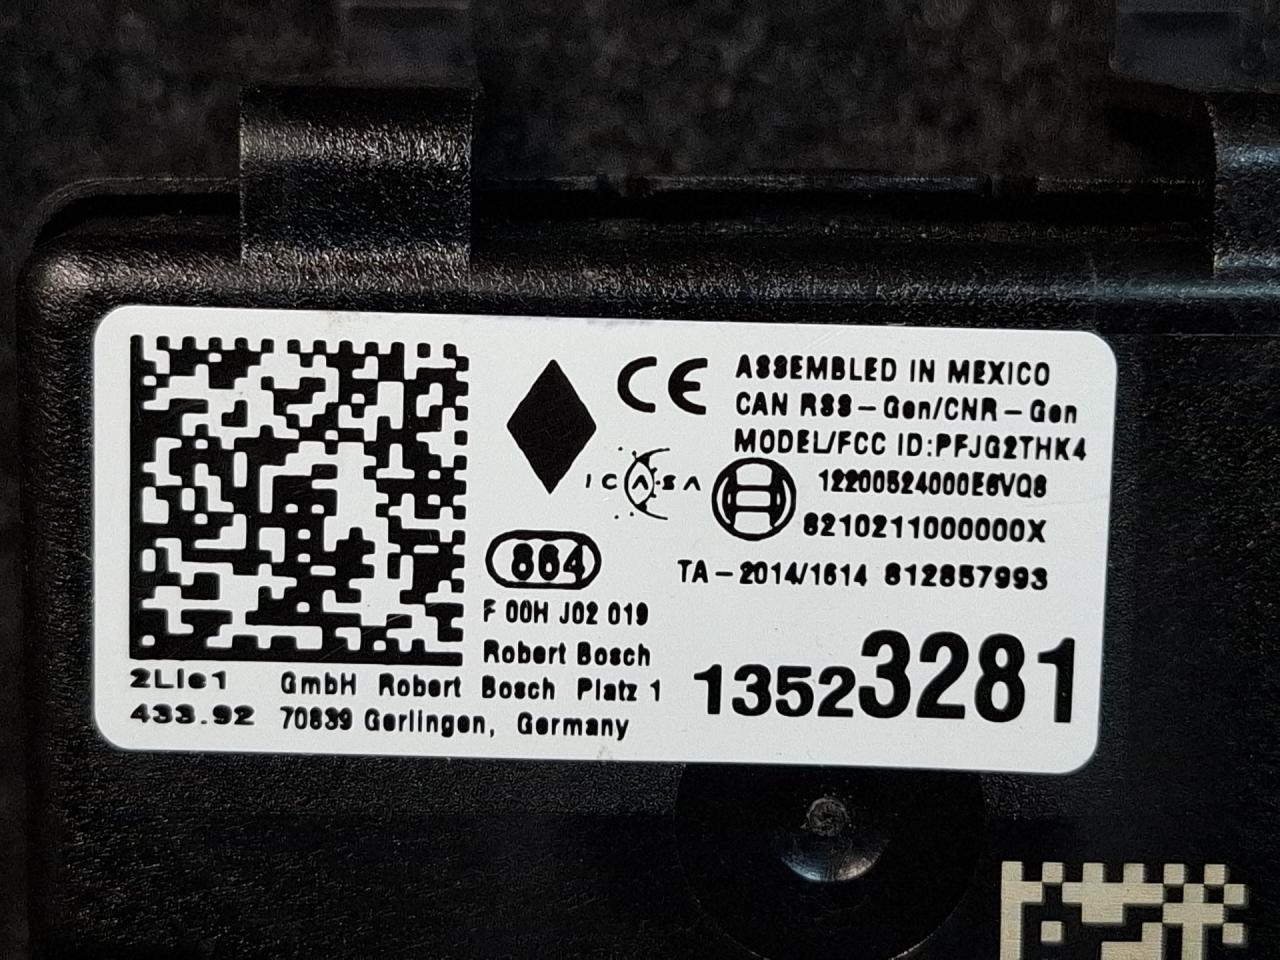 CE
ASSEMBLED IN MEXICO
CAN RSS-Gen/CNR-Gen
MODEL/FCC ID:PFJG2THK4
ICASA
12200524000E6VQ8
8210211000000X
864
TA-2014/1614 812857993
F 00H J02 019
Robert Bosch
13523281
2LIe1 GmbH Robert Bosch Platz 1
433.92 70839 Gerlingen, Germany